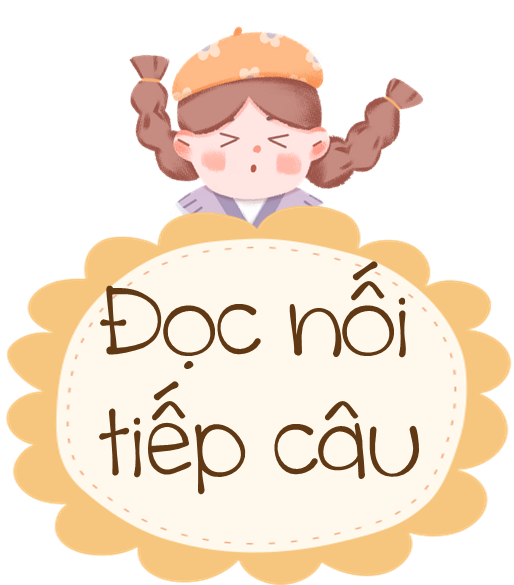 Đọc nối
tiếp câu